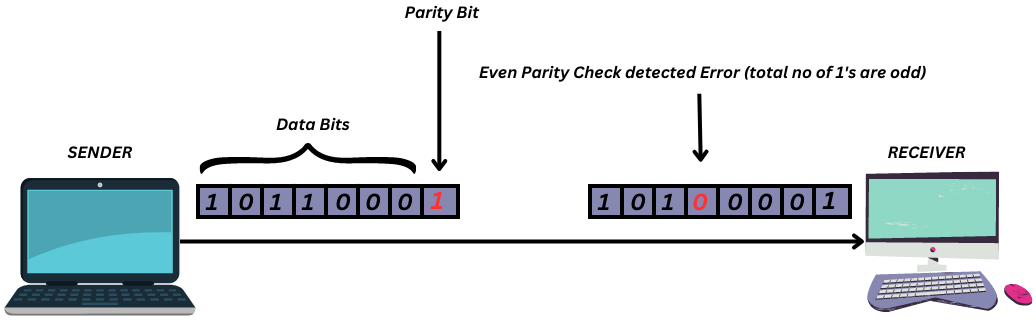 Parity Bit
Even Parity Check detected Error (total no of 1's are odd)
Data Bits
SENDER
RECEIVER
1 0 1 1 0 0 0 1
1 0 1 0 0 0 0 1